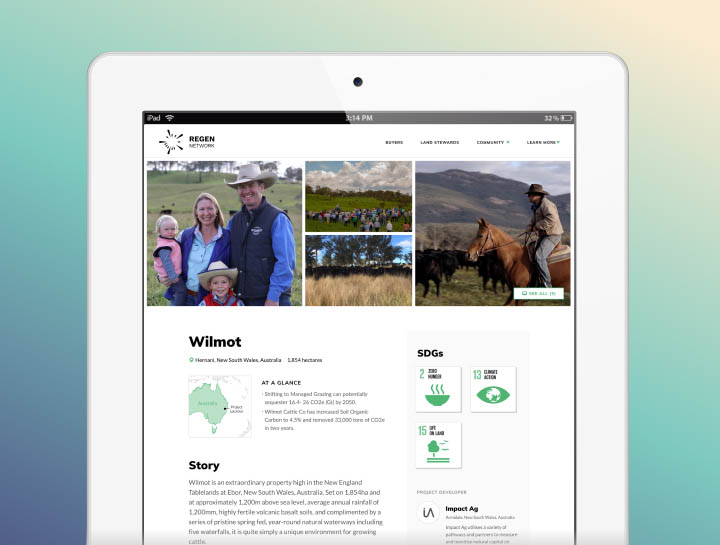 iPad 3:14 PM 32%
REGEN
NETWORK
BUYERS LAND STEWARDS COMMUNITY LEARN MORE
SEE ALL (9)
Wilmot
Hernani, New South Wales, Australia 1,854 hectares
Australia
Project
Location
AT A GLANCE
· Shifting to Managed Grazing can potentially
sequester 16.4- 26 CO2e (Gt) by 2050.
· Wilmot Cattle Co has increased Soil Organic
Carbon to 4.5% and removed 33,000 tons of CO2e
in two years.
Story
Wilmot is an extraordinary property high in the New England
Tablelands at Ebor, New South Wales, Australia. Set on 1,854ha and
at approximately 1,200m above sea level, average annual rainfall of
1,200mm, highly fertile volcanic basalt soils, and complimented by a
series of pristine spring fed, year-round natural waterways including
five waterfalls, it is quite simply a unique environment for growing
cattle.
SDGs
2 ZERO
HUNGER
13 CLIMATE
ACTION
15 LIFE
ON LAND
PROJECT DEVELOPER
iA
Impact Ag
Armidale, New South Wales, Australia
Impact Ag utilises a variety of
pathways and partners to measure
and monetise natural capital on